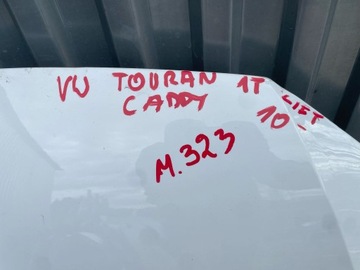 VW TOURAN 1T LIFT
CADDY 10-
M.323